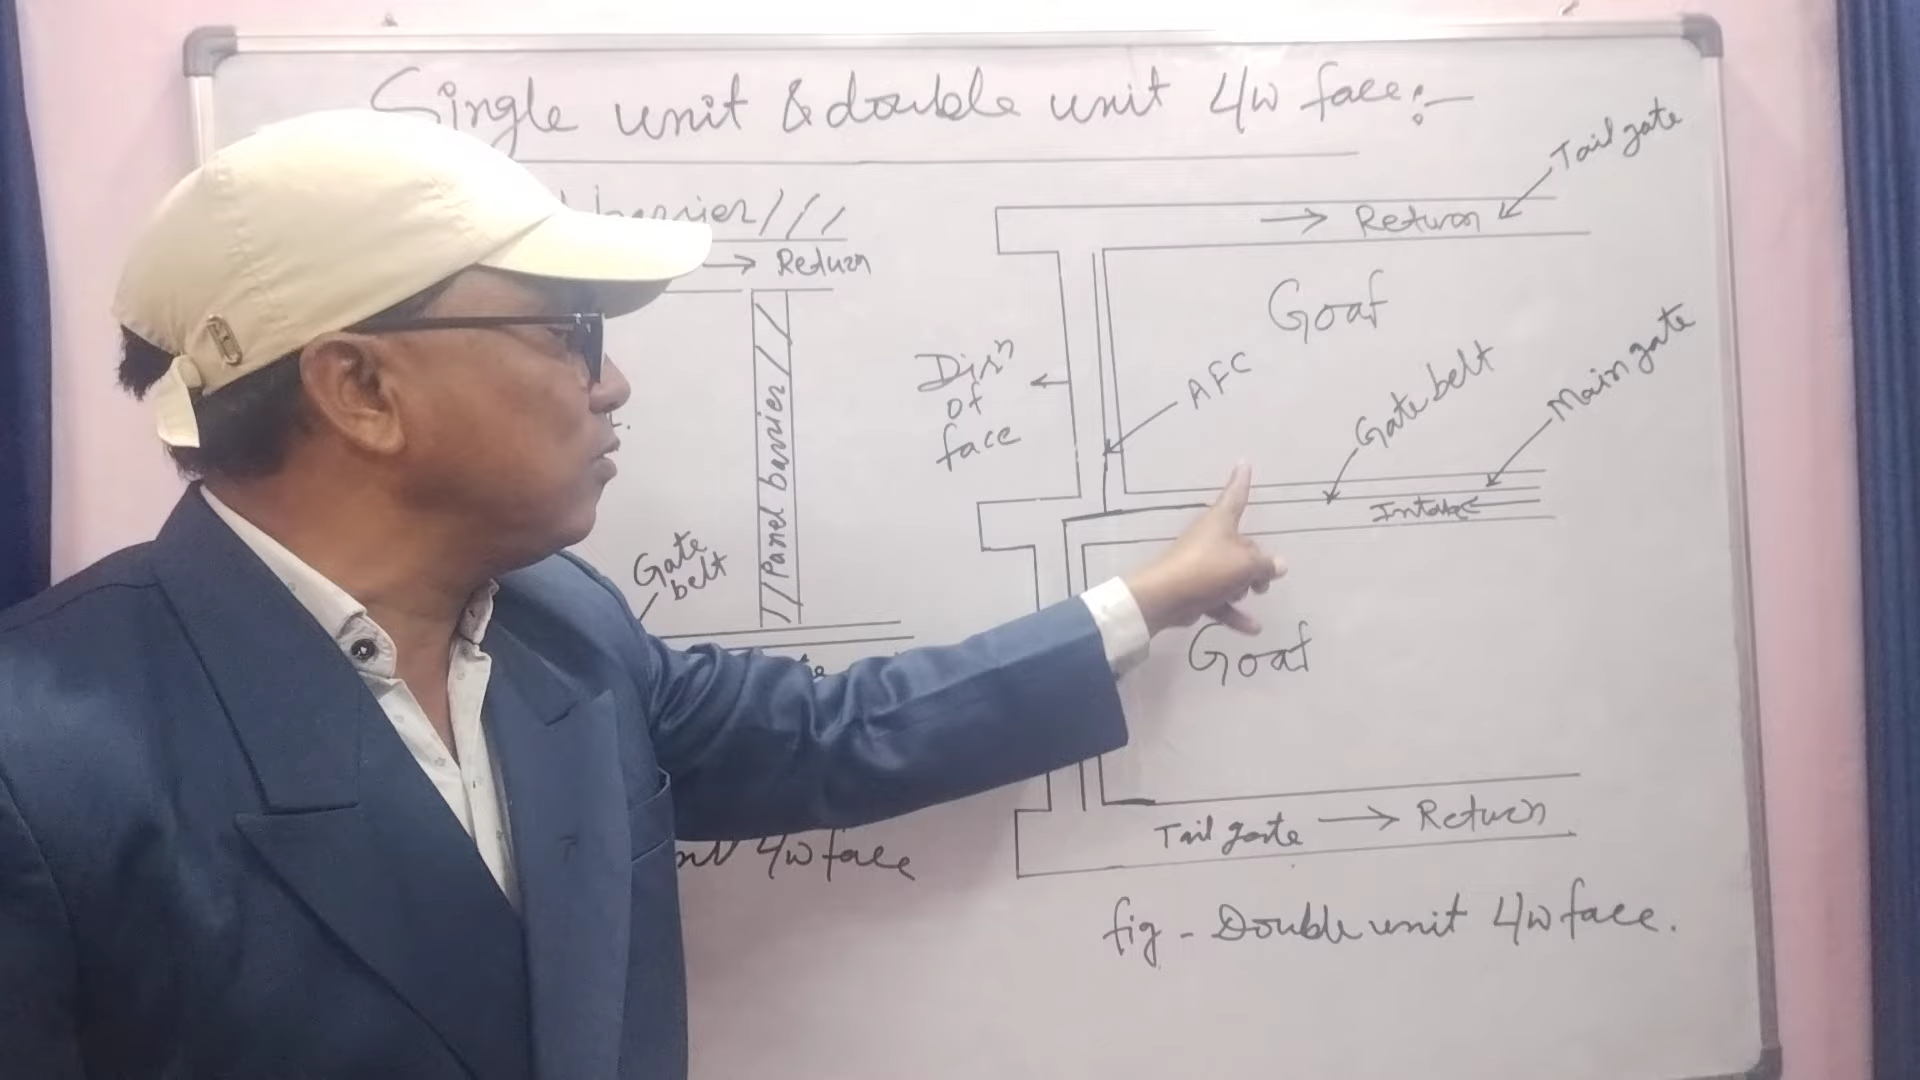 Single unit & double unit LW face:-
barrier
→ Return
Panel barrier
Gate
belt
LW face
Tail gate
→ Return
Goaf
Dirⁿ
of
face
AFC
Gate belt
Main gate
Intake
Goaf
Tail gate → Return
fig - Double unit LW face.